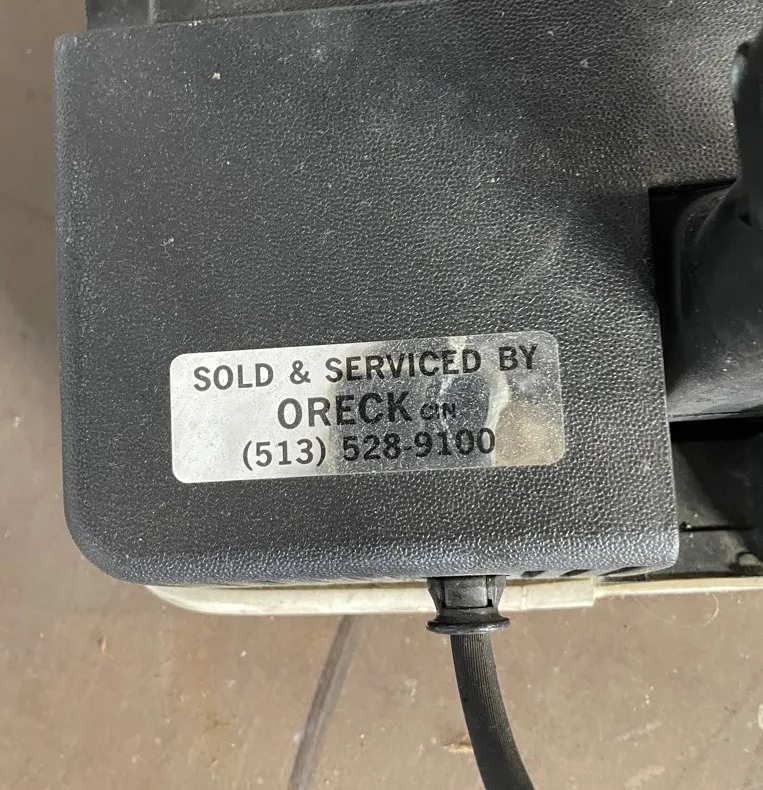 SOLD & SERVICED BY
ORECK CIN
(513) 528-9100